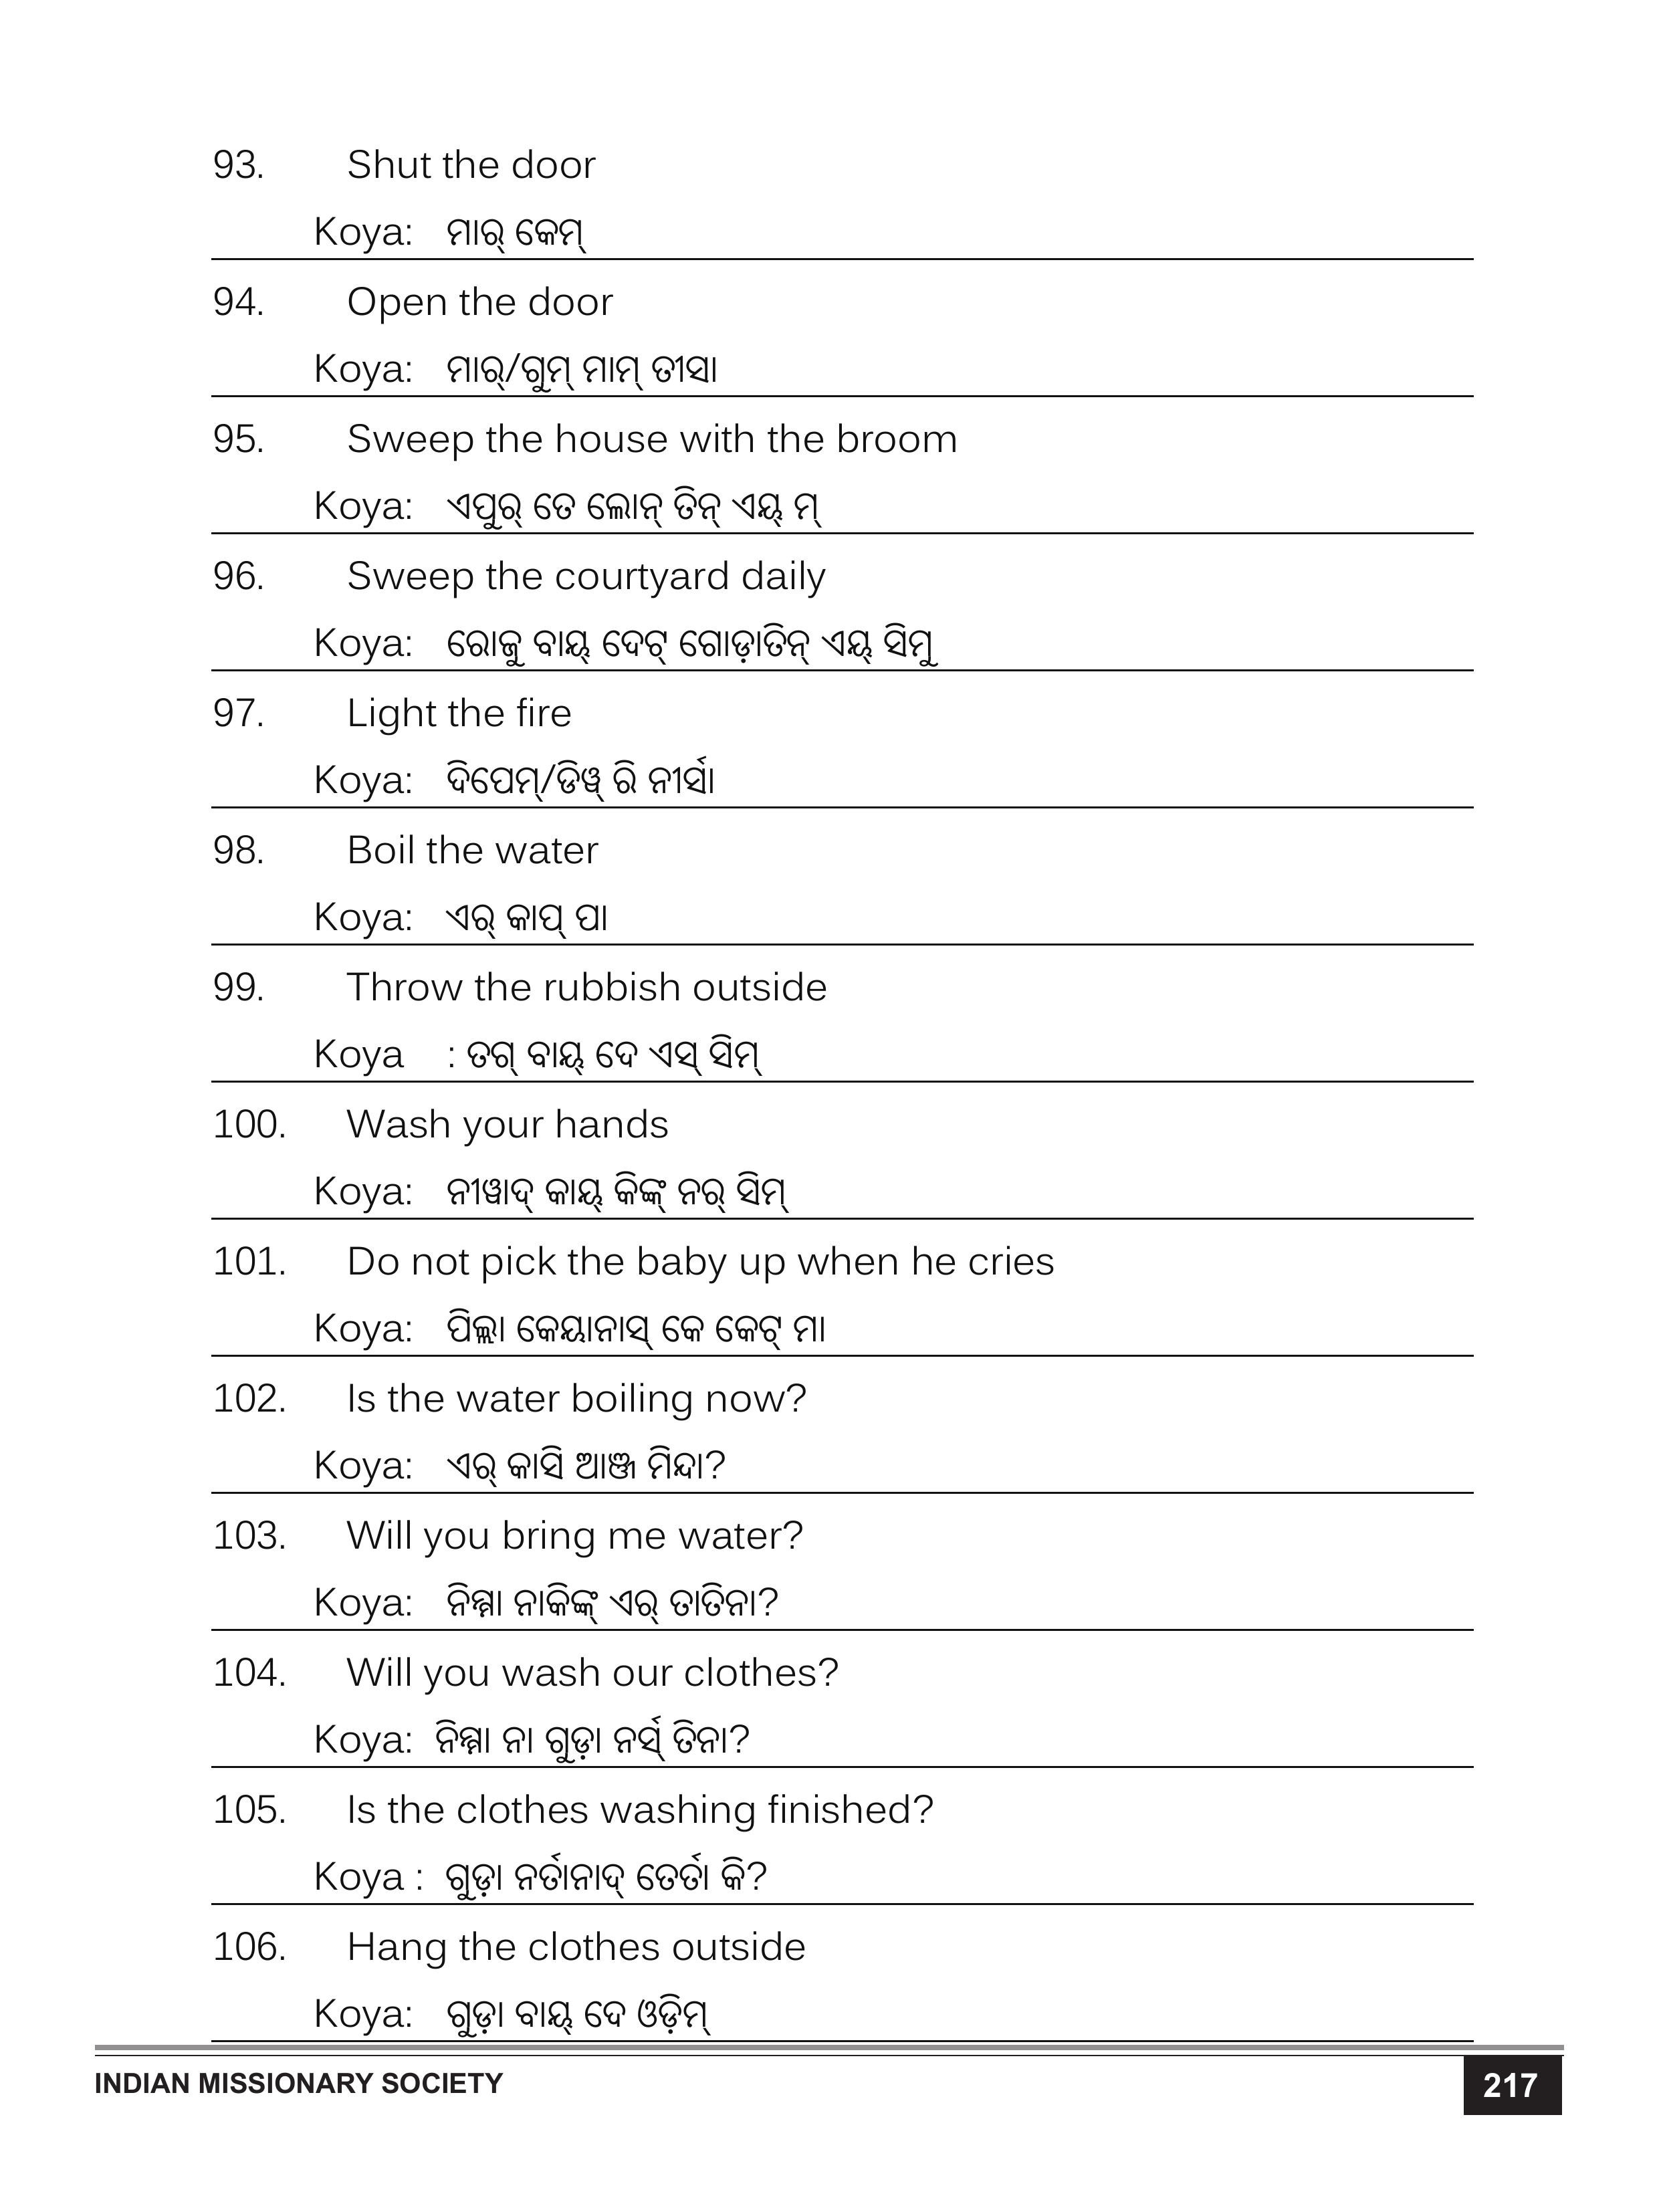 93. Shut the door
Koya: ମାର୍ କେମ୍
94. Open the door
Koya: ମାର୍/ଗୁମ୍ ମାମ୍ ତୀସା
95. Sweep the house with the broom
Koya: ଏପୁର୍ ତେ ଲୋନ୍ ତିନ୍ ଏୟ୍ ମ୍
96. Sweep the courtyard daily
Koya: ରୋଜୁ ବାୟ୍ ଦେଟ୍ ଗୋଡ଼ାତିନ୍ ଏୟ୍ ସିମୁ
97. Light the fire
Koya: ଦିପେମ୍/ଡିୱ୍ ରି ନୀର୍ସା
98. Boil the water
Koya: ଏର୍ କାପ୍ ପା
99. Throw the rubbish outside
Koya : ତଗ୍ ବାୟ୍ ଦେ ଏସ୍ ସିମ୍
100. Wash your hands
Koya: ନୀୱାଦ୍ କାୟ୍ କିଙ୍କ୍ ନର୍ ସିମ୍
101. Do not pick the baby up when he cries
Koya: ପିଲ୍ଲା କେୟାନାସ୍ କେ କେଟ୍ ମା
102. Is the water boiling now?
Koya: ଏର୍ କାସି ଆଞ୍ଜ ମିନ୍ଦା?
103. Will you bring me water?
Koya: ନିମ୍ମା ନାକିଙ୍କ୍ ଏର୍ ତାତିନା?
104. Will you wash our clothes?
Koya: ନିମ୍ମା ନା ଗୁଡ଼ା ନର୍ସ୍ ତିନା?
105. Is the clothes washing finished?
Koya : ଗୁଡ଼ା ନର୍ତାନାଦ୍ ତେର୍ତା କି?
106. Hang the clothes outside
Koya: ଗୁଡ଼ା ବାୟ୍ ଦେ ଓଡ଼ିମ୍
INDIAN MISSIONARY SOCIETY 217